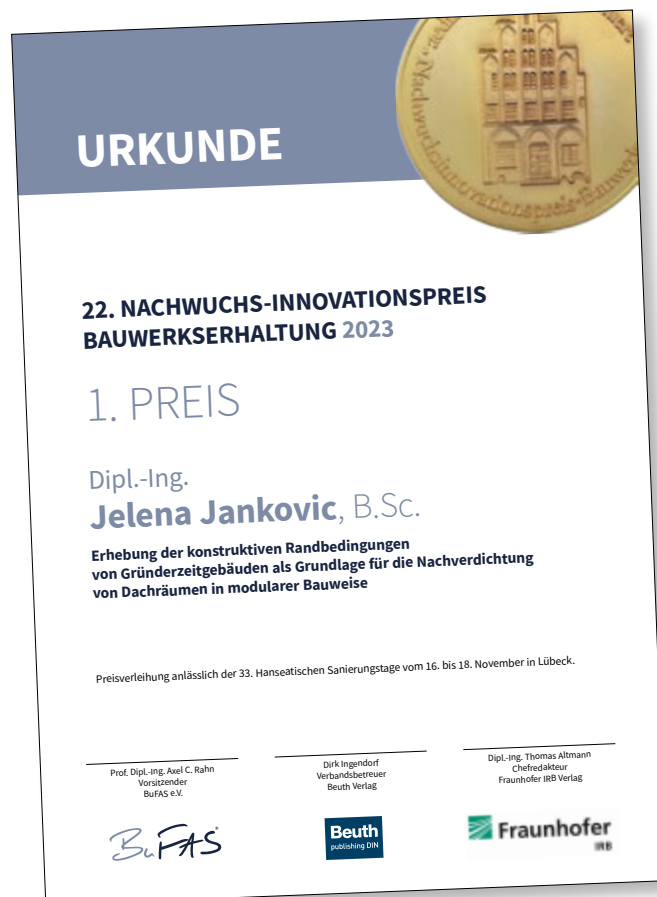 URKUNDE
Nachwuchsinnovationspreis-Bauwerk
22. NACHWUCHS-INNOVATIONSPREIS
BAUWERKSERHALTUNG 2023
1. PREIS
Dipl.-Ing.
Jelena Jankovic, B.Sc.
Erhebung der konstruktiven Randbedingungen
von Gründerzeitgebäuden als Grundlage für die Nachverdichtung
von Dachräumen in modularer Bauweise
Preisverleihung anlässlich der 33. Hanseatischen Sanierungstage vom 16. bis 18. November in Lübeck.
Prof. Dipl.-Ing. Axel C. Rahn
Vorsitzender
BuFAS e.V.
Dirk Ingendorf
Verbandsbetreuer
Beuth Verlag
Dipl.-Ing. Thomas Altmann
Chefredakteur
Fraunhofer IRB Verlag
BuFAS
Beuth
publishing DIN
Fraunhofer
IRB